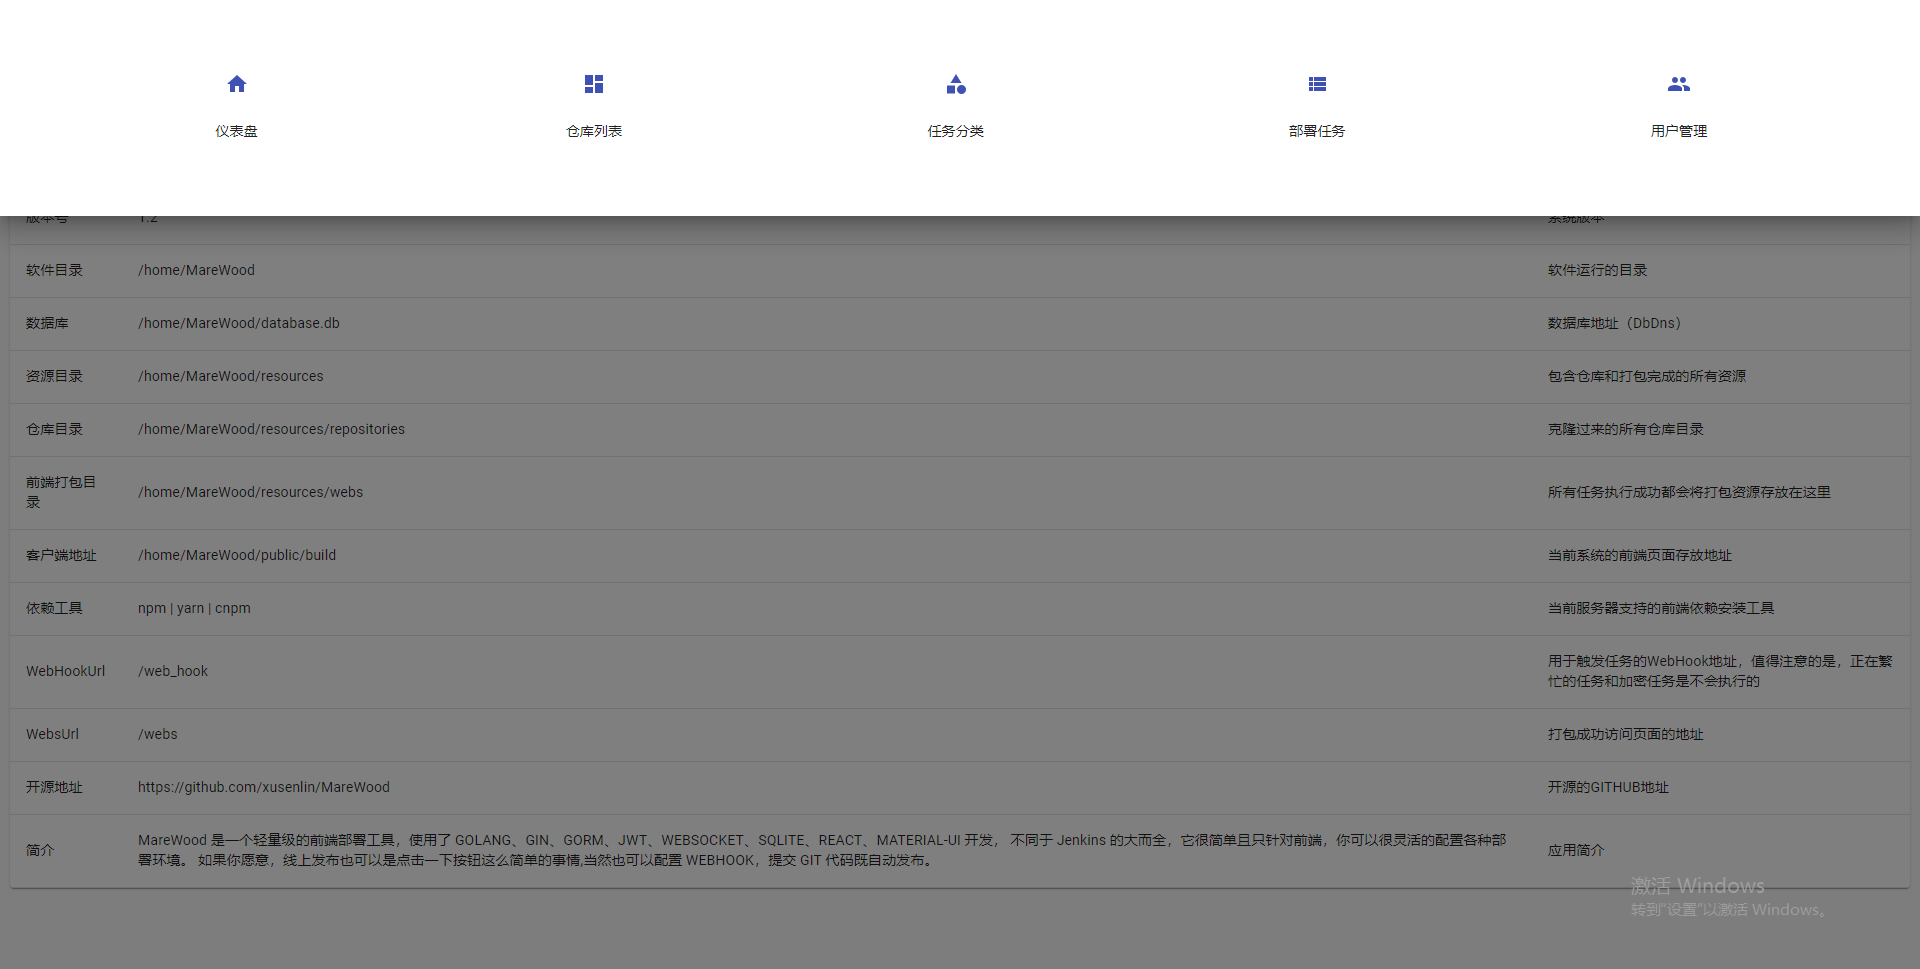 仪表盘
仓库列表
任务分类
部署任务
用户管理
版本号 1.2 系统版本
软件目录 /home/MareWood 软件运行的目录
数据库 /home/MareWood/database.db 数据库地址（DbDns）
资源目录 /home/MareWood/resources 包含仓库和打包完成的所有资源
仓库目录 /home/MareWood/resources/repositories 克隆过来的所有仓库目录
前端打包目
录
/home/MareWood/resources/webs 所有任务执行成功都会将打包资源存放在这里
客户端地址 /home/MareWood/public/build 当前系统的前端页面存放地址
依赖工具 npm | yarn | cnpm 当前服务器支持的前端依赖安装工具
WebHookUrl /web_hook
用于触发任务的WebHook地址，值得注意的是，正在繁
忙的任务和加密任务是不会执行的
WebsUrl /webs 打包成功访问页面的地址
开源地址 https://github.com/xusenlin/MareWood 开源的GITHUB地址
简介
MareWood 是一个轻量级的前端部署工具，使用了 GOLANG、GIN、GORM、JWT、WEBSOCKET、SQLITE、REACT、MATERIAL-UI 开发， 不同于 Jenkins 的大而全，它很简单且只针对前端，你可以很灵活的配置各种部
署环境。 如果你愿意，线上发布也可以是点击一下按钮这么简单的事情,当然也可以配置 WEBHOOK，提交 GIT 代码既自动发布。
应用简介
激活 Windows
转到"设置"以激活 Windows。